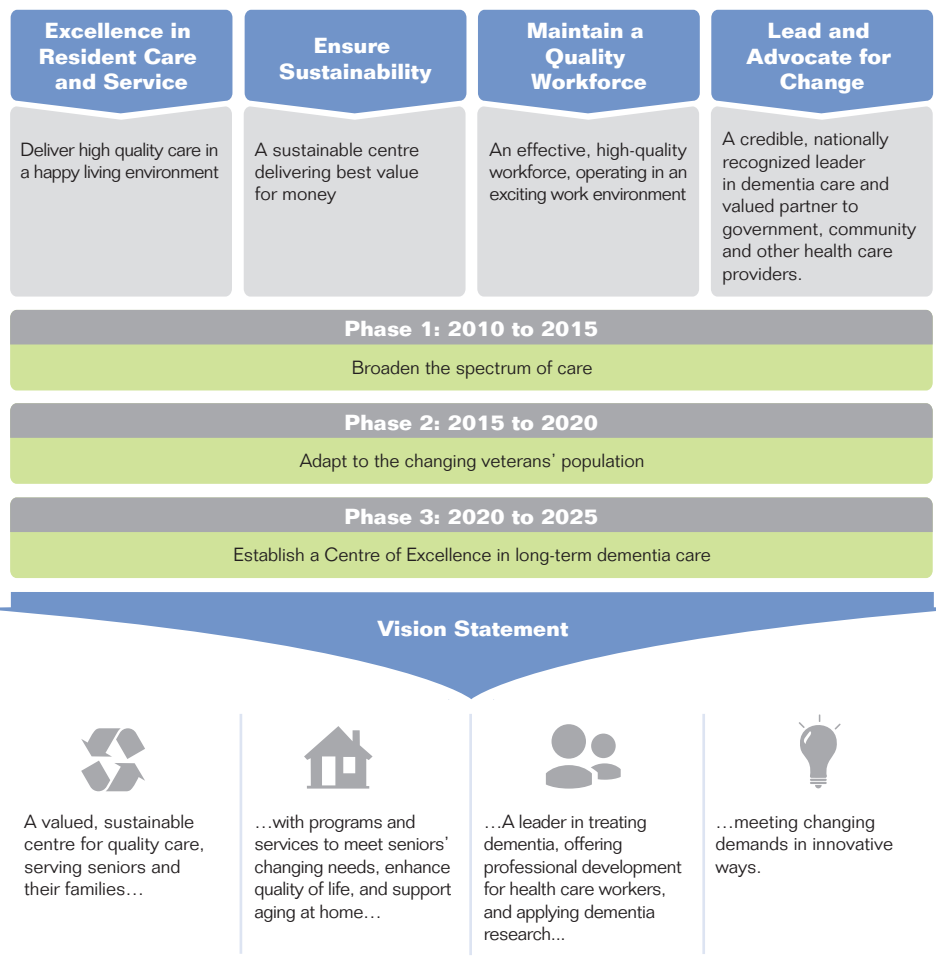 Excellence in
Resident Care
and Service
Deliver high quality care in
a happy living environment
Ensure
Sustainability
A sustainable centre
delivering best value
for money
Maintain a
Quality
Workforce
An effective, high-quality
workforce, operating in an
exciting work environment
Lead and
Advocate for
Change
A credible, nationally
recognized leader
in dementia care and
valued partner to
government, community
and other health care
providers.
Phase 1: 2010 to 2015
Broaden the spectrum of care
Phase 2: 2015 to 2020
Adapt to the changing veterans’ population
Phase 3: 2020 to 2025
Establish a Centre of Excellence in long-term dementia care
Vision Statement
A valued, sustainable
centre for quality care,
serving seniors and
their families…
…with programs and
services to meet seniors’
changing needs, enhance
quality of life, and support
aging at home…
…A leader in treating
dementia, offering
professional development
for health care workers,
and applying dementia
research...
…meeting changing
demands in innovative
ways.